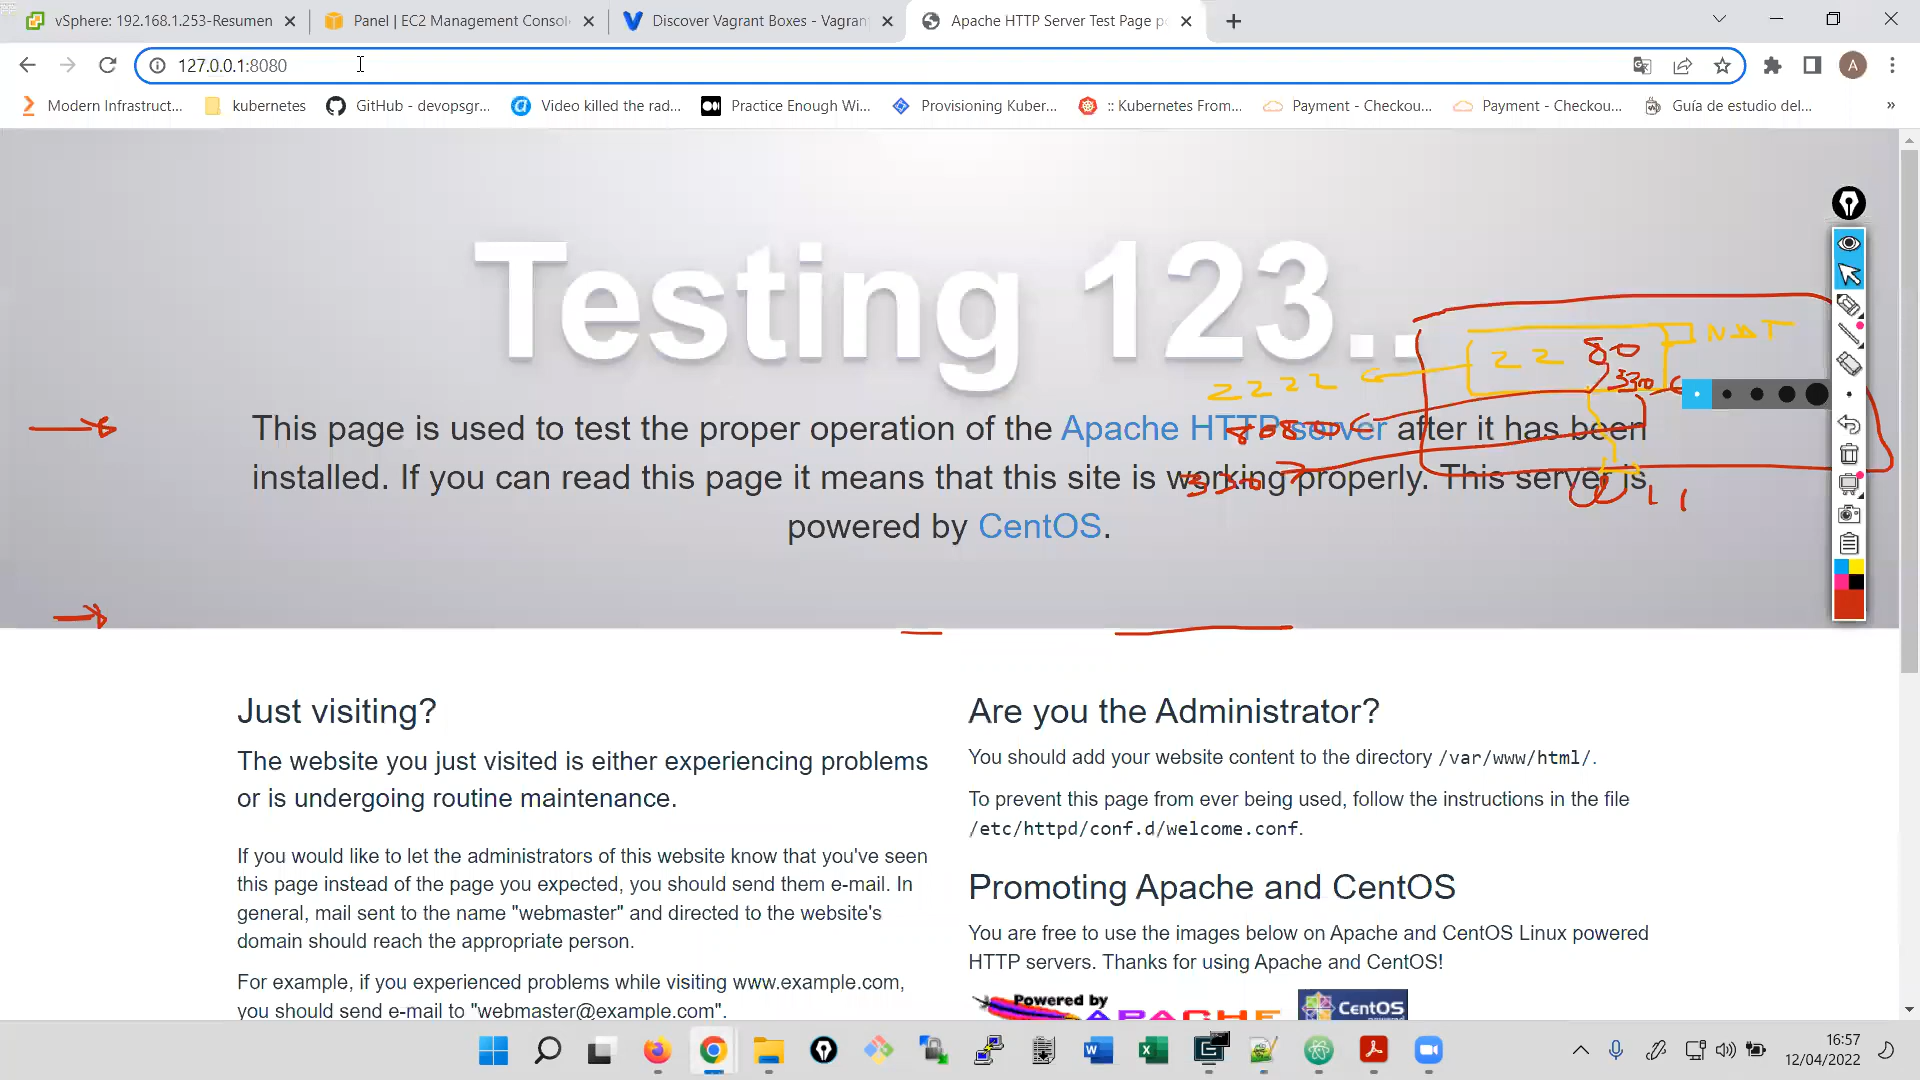 vSphere: 192.168.1.253-Resumen
Panel | EC2 Management Consol
Discover Vagrant Boxes - Vagran
Apache HTTP Server Test Page po
127.0.0.1:8080
A
Modern Infrastruct...
kubernetes
GitHub - devopsgr...
Video killed the rad...
Practice Enough Wi...
Provisioning Kuber...
:: Kubernetes From...
Payment - Checkou...
Payment - Checkou...
Guía de estudio del...
»
Testing 123..
NAT
22
80
330
2222
8080
330
This page is used to test the proper operation of the Apache HTTP server after it has been
installed. If you can read this page it means that this site is working properly. This server is
powered by CentOS.
Just visiting?
The website you just visited is either experiencing problems
or is undergoing routine maintenance.
If you would like to let the administrators of this website know that you've seen
this page instead of the page you expected, you should send them e-mail. In
general, mail sent to the name "webmaster" and directed to the website's
domain should reach the appropriate person.
For example, if you experienced problems while visiting www.example.com,
you should send e-mail to "webmaster@example.com".
Are you the Administrator?
You should add your website content to the directory /var/www/html/.
To prevent this page from ever being used, follow the instructions in the file
/etc/httpd/conf.d/welcome.conf.
Promoting Apache and CentOS
You are free to use the images below on Apache and CentOS Linux powered
HTTP servers. Thanks for using Apache and CentOS!
Powered by
APACHE
CentOS
16:57
12/04/2022